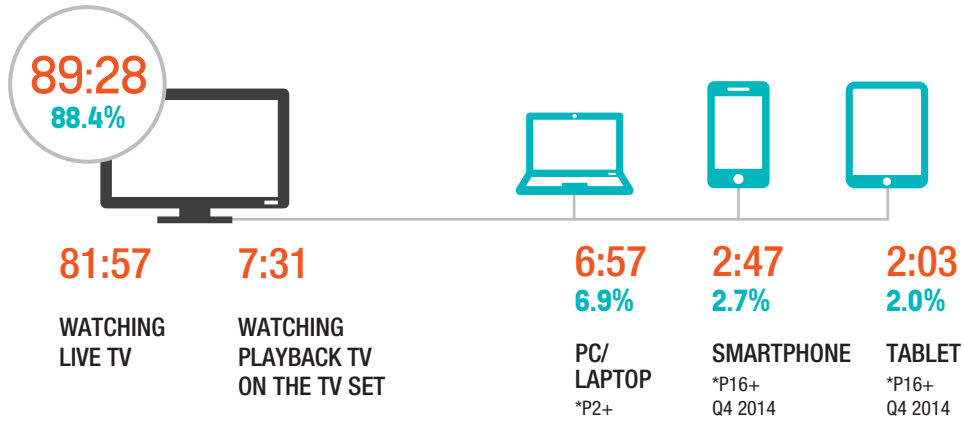 89:28
88.4%
81:57
WATCHING
LIVE TV
7:31
WATCHING
PLAYBACK TV
ON THE TV SET
6:57
6.9%
PC/
LAPTOP
*P2+
2:47
2.7%
SMARTPHONE
*P16+
Q4 2014
2:03
2.0%
TABLET
*P16+
Q4 2014